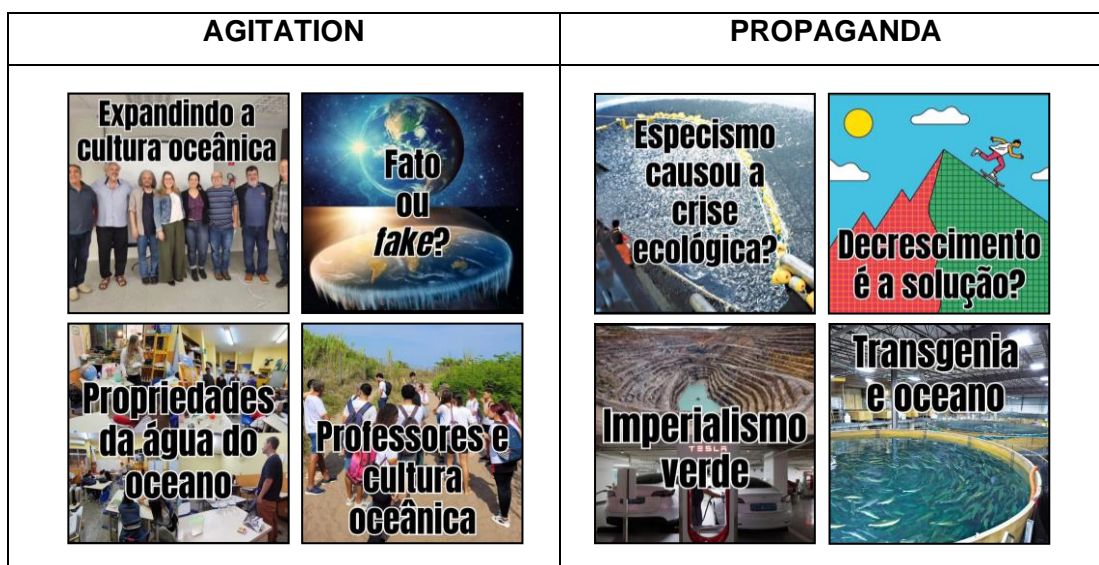 AGITATION
PROPAGANDA
Expandindo a
cultura oceânica
Fato
ou
fake?
Propriedades
da água do
oceano
Professores e
cultura
oceânica
Especismo
causou a
crise
ecológica?
Decrescimento
é a solução?
Imperialismo
TESLA
verde
Transgenia
e oceano